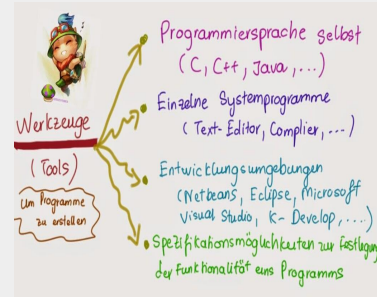 Programmiersprache selbst
(C, C++, Java, ...)
Einzelne Systemprogramme
(Text-Editor, Complier, ...)
Werkzeuge
(Tools)
Um Programme
zu erstellen
Entwicklungsumgebungen
(Netbeans, Eclipse, Microsoft
Visual Studio, K-Develop, ....)
Spezifikationsmöglichkeiten zur Festlegung
der Funktionalität eins Programms